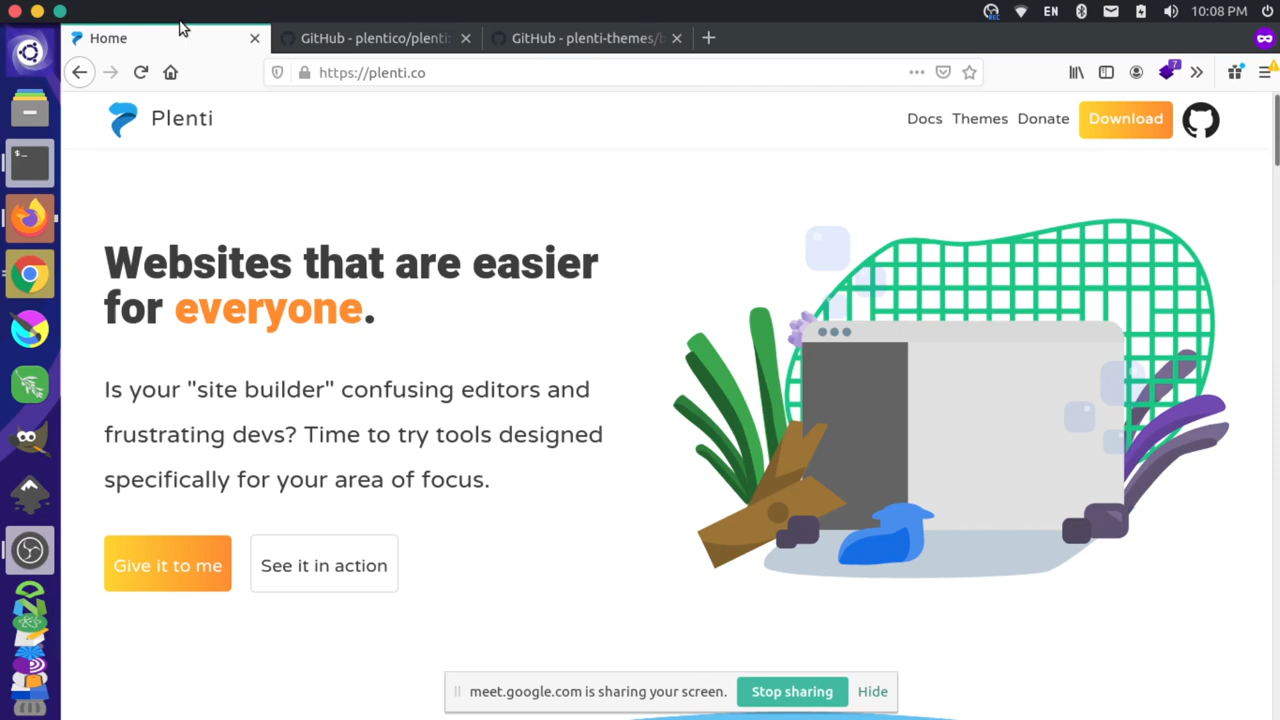 EN
10:08 PM
Home
GitHub - plentico/plenti:
GitHub - plenti-themes/b
https://plenti.co
7
Plenti
Docs
Themes
Donate
Download
Websites that are easier
for everyone.
Is your "site builder" confusing editors and
frustrating devs? Time to try tools designed
specifically for your area of focus.
Give it to me
See it in action
meet.google.com is sharing your screen.
Stop sharing
Hide